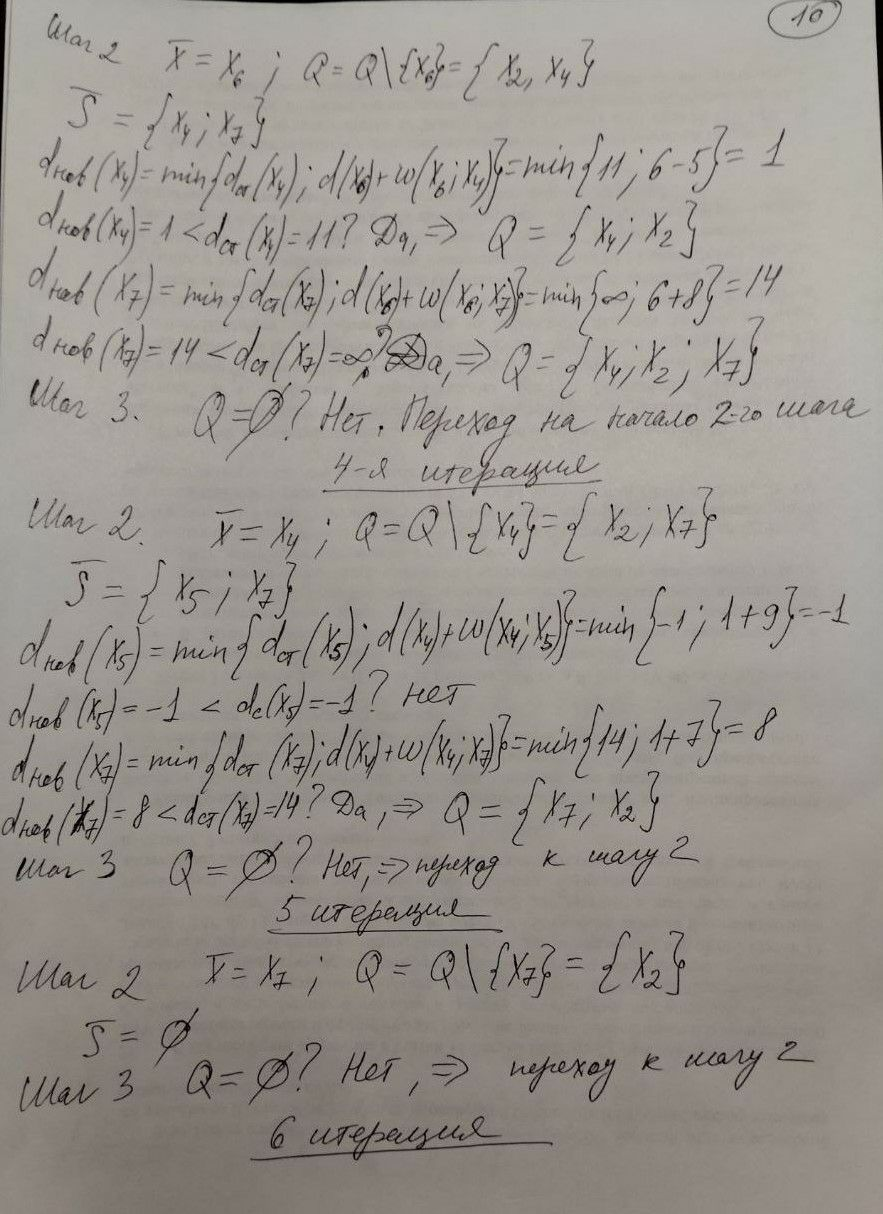 10
Шаг 2 x̄ = x₆ ; Q = Q \ {x₆} = { x₂, x₄}
S̄ = { x₄ ; x₇}
dнов(x₄) = min{dст(x₄); d(x₆) + w(x₆; x₄)} = min{11 ; 6-5} = 1
dнов(x₄) = 1 < dст(x₄) = 11? Да, => Q = { x₄ ; x₂ }
dнов(x₇) = min{dст(x₇); d(x₆) + w(x₆; x₇)} = min{∞; 6+8} = 14
dнов(x₇) = 14 < dст(x₇) = ∞? Да, => Q = { x₄; x₂ ; x₇}
Шаг 3. Q = ∅? Нет. Переход на начало 2-го шага
4-я итерация
Шаг 2. x̄ = x₄ ; Q = Q \ {x₄} = { x₂ ; x₇}
S̄ = { x₅ ; x₇}
dнов(x₅) = min{dст(x₅); d(x₄) + w(x₄; x₅)} = min{-1 ; 1+9} = -1
dнов(x₅) = -1 < dс(x₅) = -1? нет
dнов(x₇) = min{dст(x₇); d(x₄) + w(x₄; x₇)} = min{14; 1+7} = 8
dнов(x₇) = 8 < dст(x₇) = 14? Да, => Q = { x₇ ; x₂ }
Шаг 3 Q = ∅? Нет, => переход к шагу 2
5 итерация
Шаг 2 x̄ = x₇ ; Q = Q \ {x₇} = { x₂ }
S̄ = ∅
Шаг 3 Q = ∅? Нет, => переход к шагу 2
6 итерация